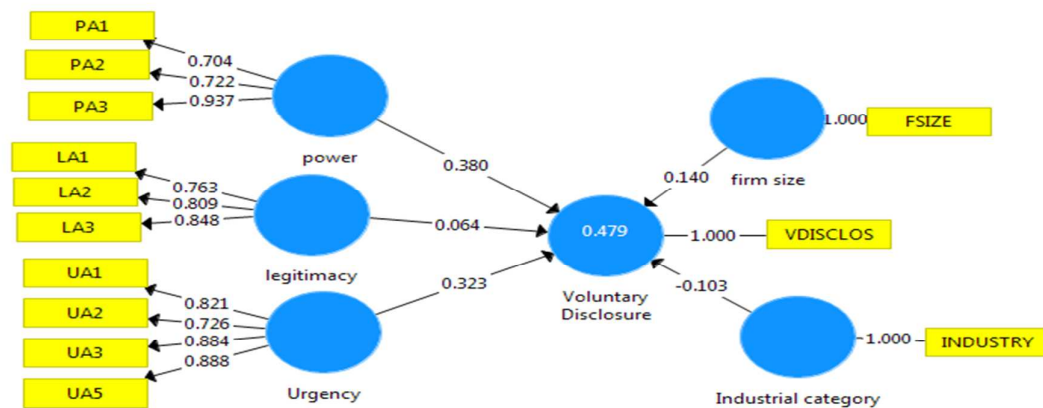 PA1
0.704
PA2
0.722
PA3
0.937
power
0.380
LA1
0.763
LA2
0.809
LA3
0.848
legitimacy
0.064
UA1
0.821
UA2
0.726
UA3
0.884
UA5
0.888
Urgency
0.323
0.479
Voluntary
Disclosure
1.000
VDISCLOS
firm size
1.000
FSIZE
0.140
-0.103
Industrial category
1.000
INDUSTRY